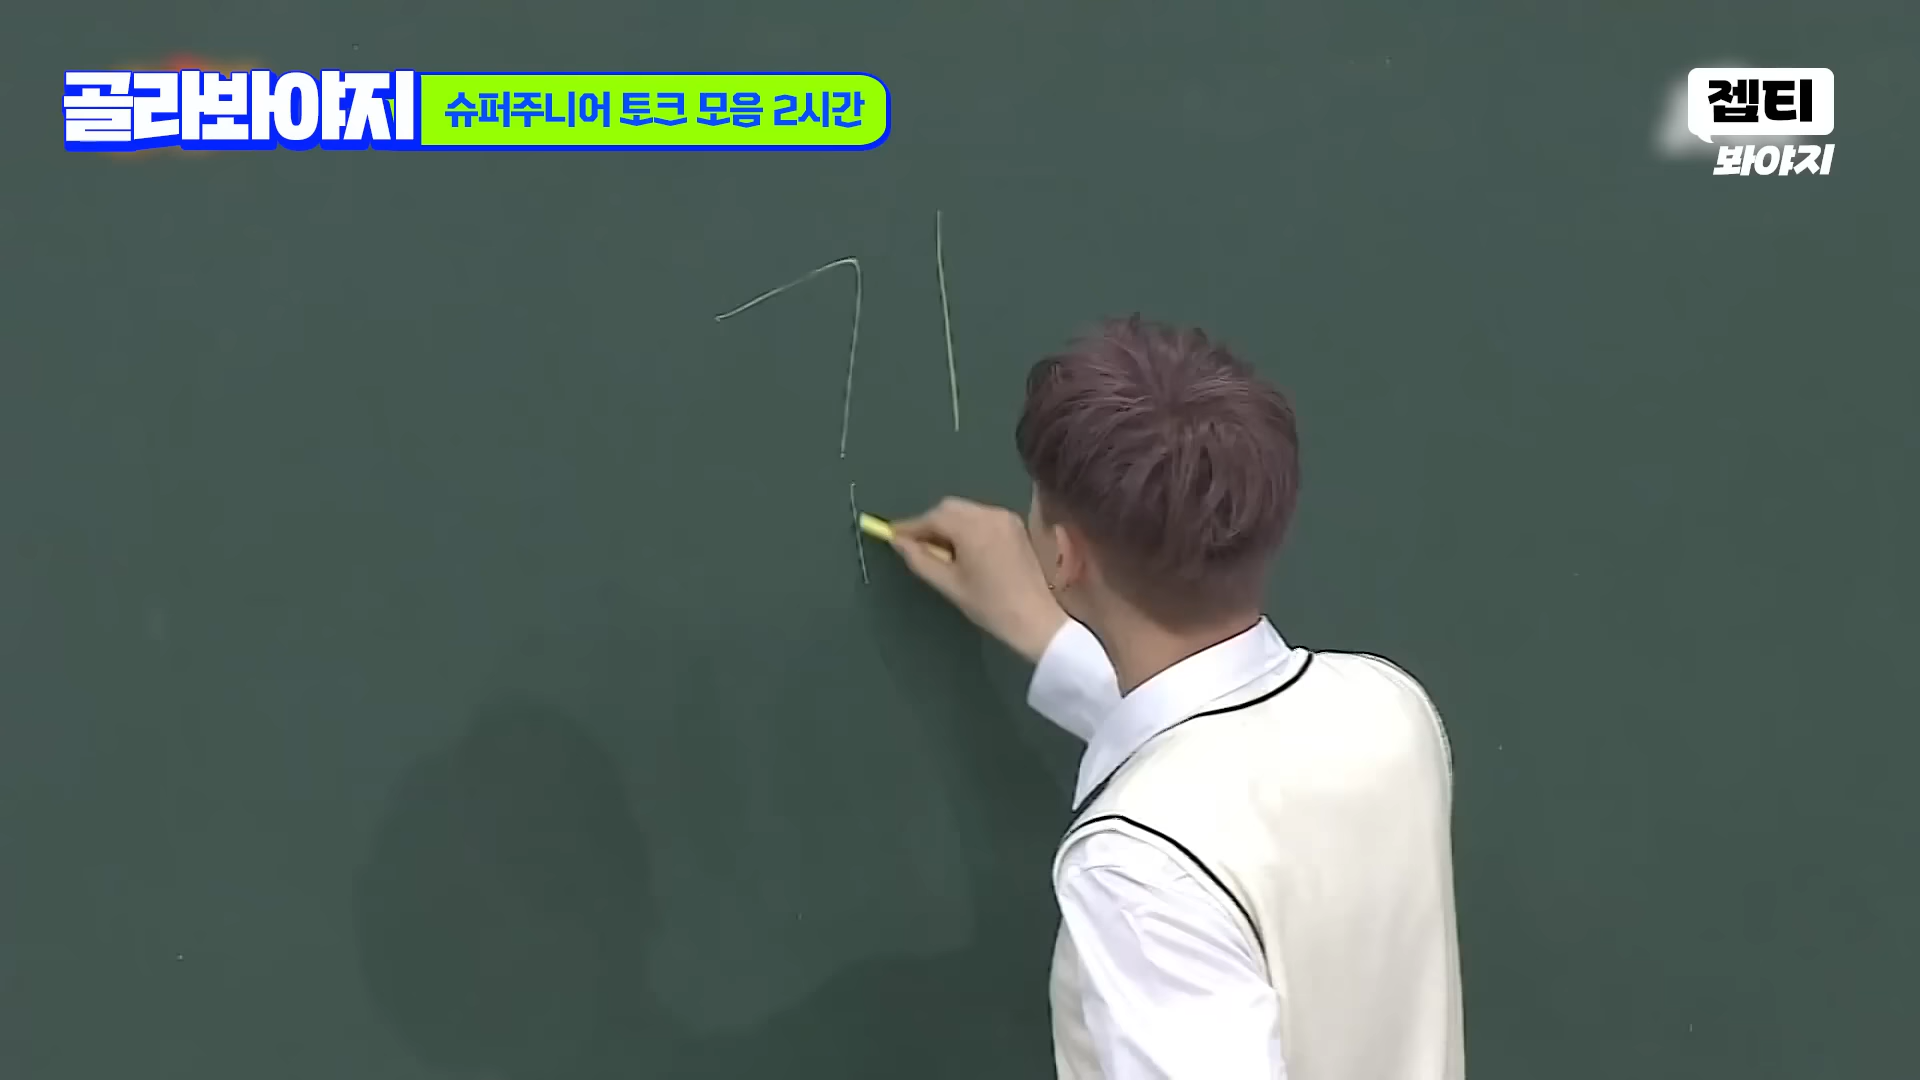 골라봐야지 슈퍼주니어 토크 모음 2시간
젭티
봐야지
기